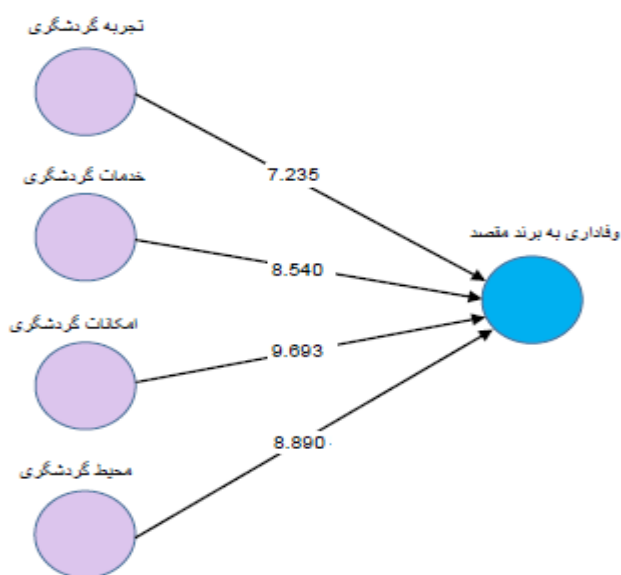 تجربه گردشگری
7.235
خدمات گردشگری
8.540
وفاداری به برند مقصد
امکانات گردشگری
9.693
محیط گردشگری
8.890